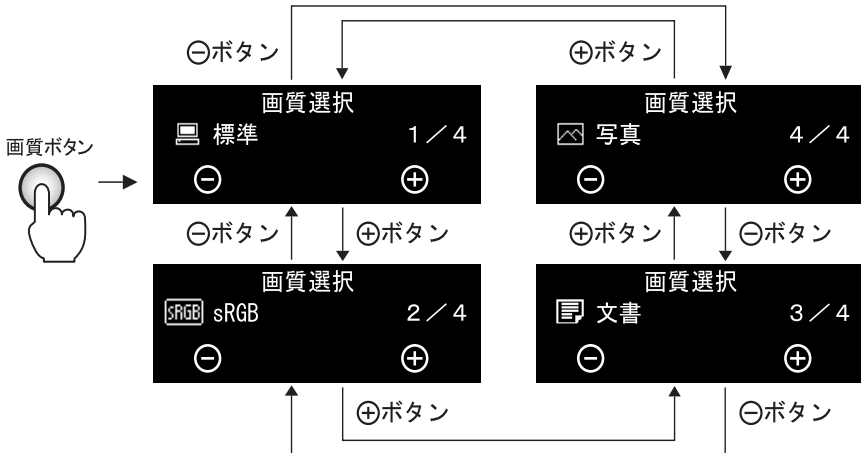 ⊖ボタン
⊕ボタン
画質ボタン
画質選択
標準 1／4
⊖ ⊕
画質選択
写真 4／4
⊖ ⊕
⊖ボタン
⊕ボタン
⊕ボタン
⊖ボタン
画質選択
sRGB sRGB 2／4
⊖ ⊕
画質選択
文書 3／4
⊖ ⊕
⊕ボタン
⊖ボタン